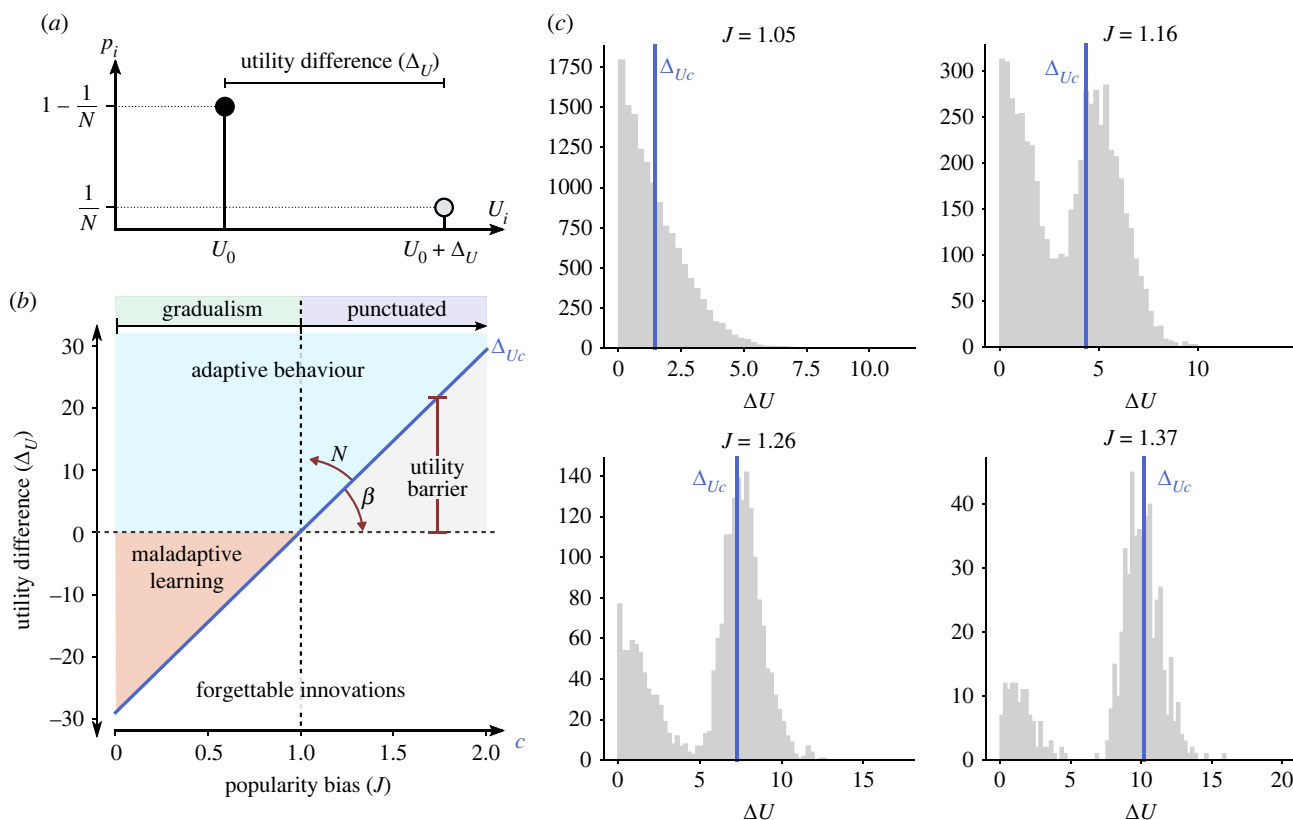 (a)
p_i
utility difference (Δ_U)
1 − 1/N
1/N
U_i
U_0
U_0 + Δ_U
(b)
gradualism
punctuated
Δ_Uc
30
20
10
0
−10
−20
−30
utility difference (Δ_U)
adaptive behaviour
N
β
utility
barrier
maladaptive
learning
forgettable innovations
0
0.5
1.0
1.5
2.0
c
popularity bias (J)
(c)
J = 1.05
Δ_Uc
1750
1500
1250
1000
750
500
250
0
0
2.5
5.0
7.5
10.0
ΔU
J = 1.16
Δ_Uc
300
250
200
150
100
50
0
0
5
10
ΔU
J = 1.26
Δ_Uc
140
120
100
80
60
40
20
0
0
5
10
15
ΔU
J = 1.37
Δ_Uc
40
30
20
10
0
0
5
10
15
20
ΔU